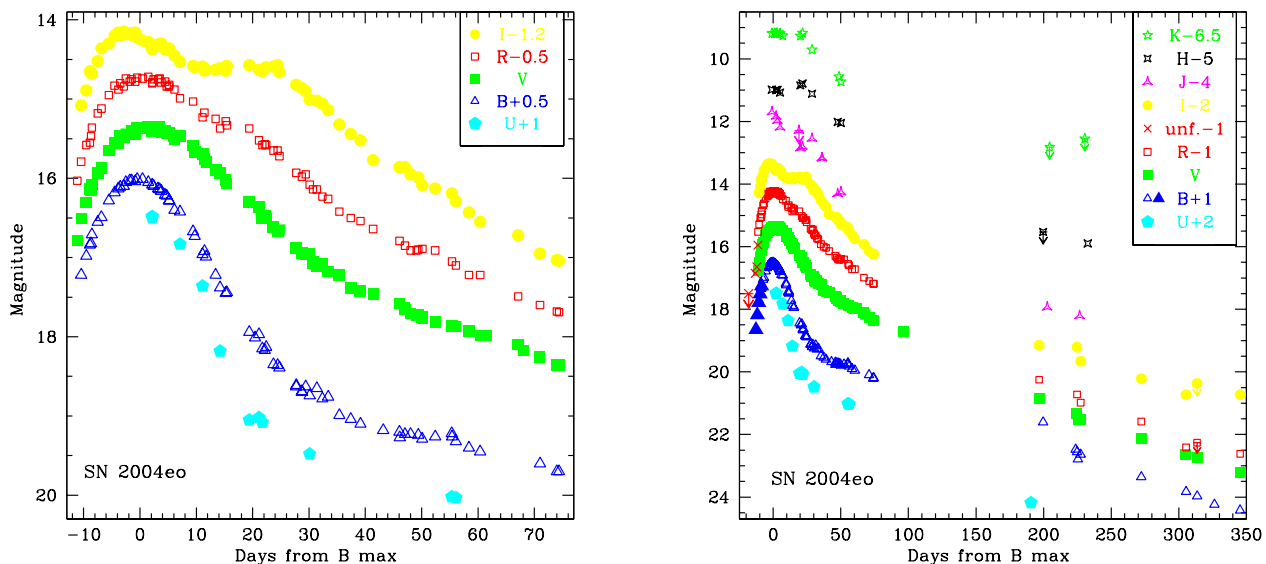 14
16
18
20
Magnitude
I−1.2
R−0.5
V
B+0.5
U+1
SN 2004eo
−10 0 10 20 30 40 50 60 70
Days from B max
10
12
14
16
18
20
22
24
Magnitude
K−6.5
H−5
J−4
I−2
unf.−1
R−1
V
B+1
U+2
SN 2004eo
0 50 100 150 200 250 300 350
Days from B max